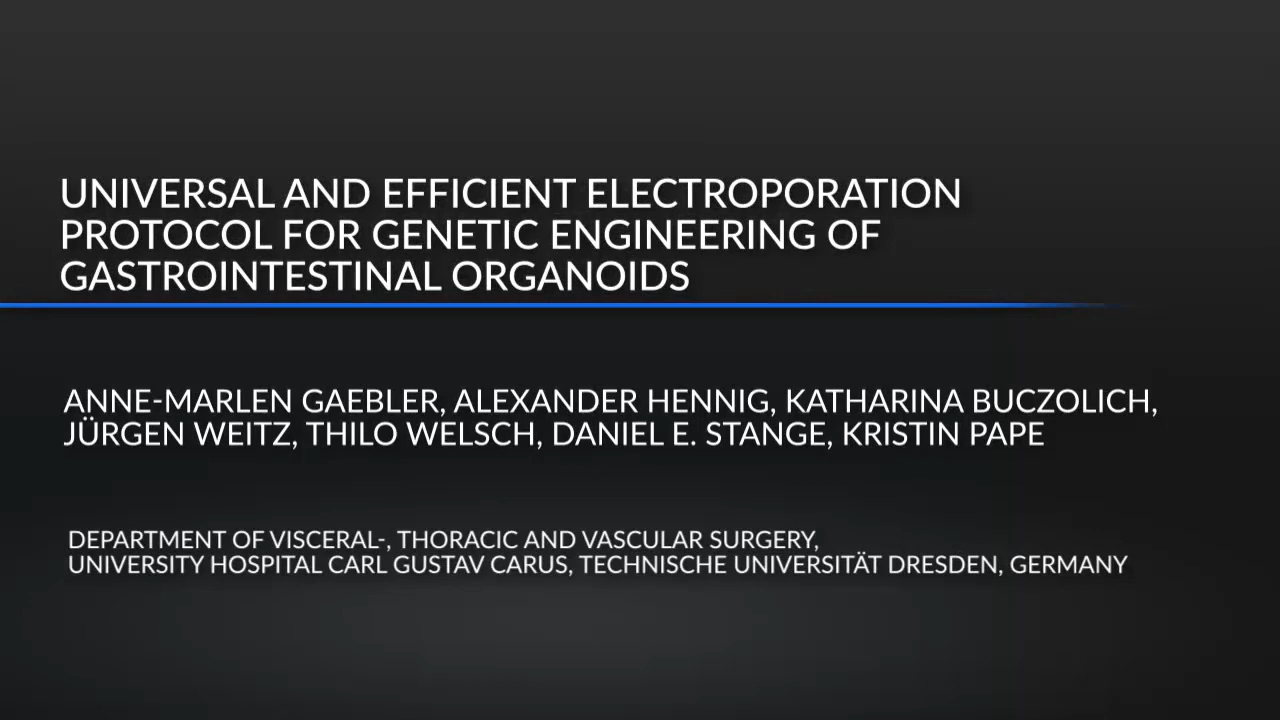 UNIVERSAL AND EFFICIENT ELECTROPORATION
PROTOCOL FOR GENETIC ENGINEERING OF
GASTROINTESTINAL ORGANOIDS
ANNE-MARLEN GAEBLER, ALEXANDER HENNIG, KATHARINA BUCZOLICH,
JÜRGEN WEITZ, THILO WELSCH, DANIEL E. STANGE, KRISTIN PAPE
DEPARTMENT OF VISCERAL-, THORACIC AND VASCULAR SURGERY,
UNIVERSITY HOSPITAL CARL GUSTAV CARUS, TECHNISCHE UNIVERSITÄT DRESDEN, GERMANY